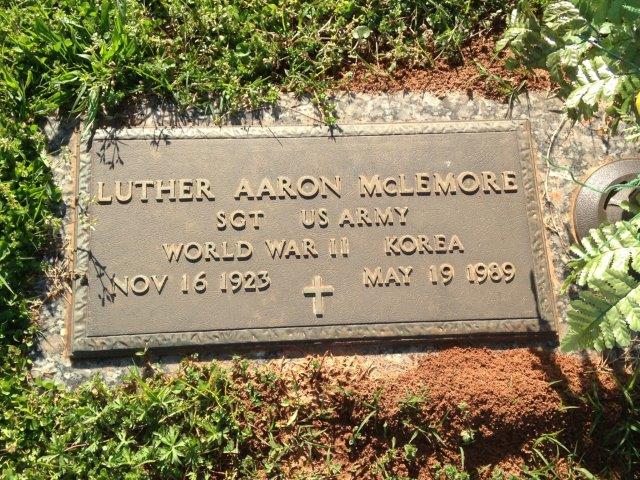 LUTHER AARON McLEMORE
SGT US ARMY
WORLD WAR II KOREA
NOV 16 1923 MAY 19 1989